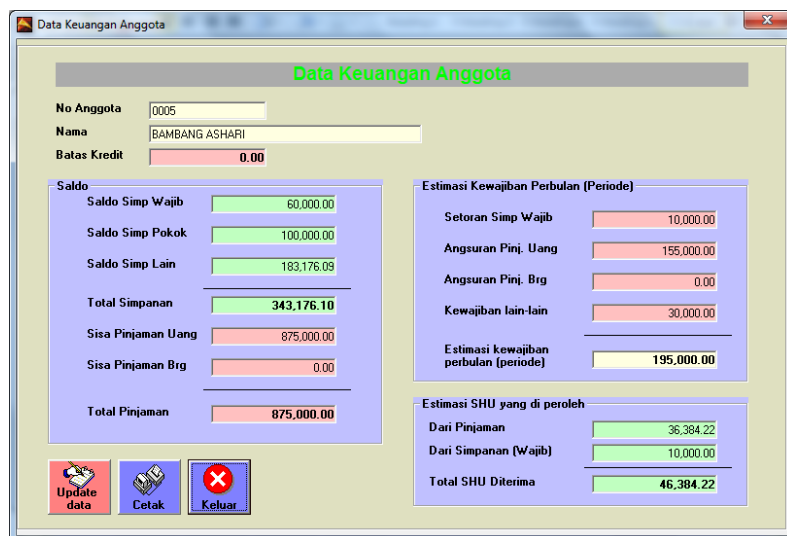 Data Keuangan Anggota
Data Keuangan Anggota
No Anggota 0005
Nama BAMBANG ASHARI
Batas Kredit 0.00
Saldo
Saldo Simp Wajib 60,000.00
Saldo Simp Pokok 100,000.00
Saldo Simp Lain 183,176.09
Total Simpanan 343,176.10
Sisa Pinjaman Uang 875,000.00
Sisa Pinjaman Brg 0.00
Total Pinjaman 875,000.00
Estimasi Kewajiban Perbulan (Periode)
Setoran Simp Wajib 10,000.00
Angsuran Pinj. Uang 155,000.00
Angsuran Pinj. Brg 0.00
Kewajiban lain-lain 30,000.00
Estimasi kewajiban
perbulan (periode) 195,000.00
Estimasi SHU yang di peroleh
Dari Pinjaman 36,384.22
Dari Simpanan (Wajib) 10,000.00
Total SHU Diterima 46,384.22
Update
data
Cetak
Keluar